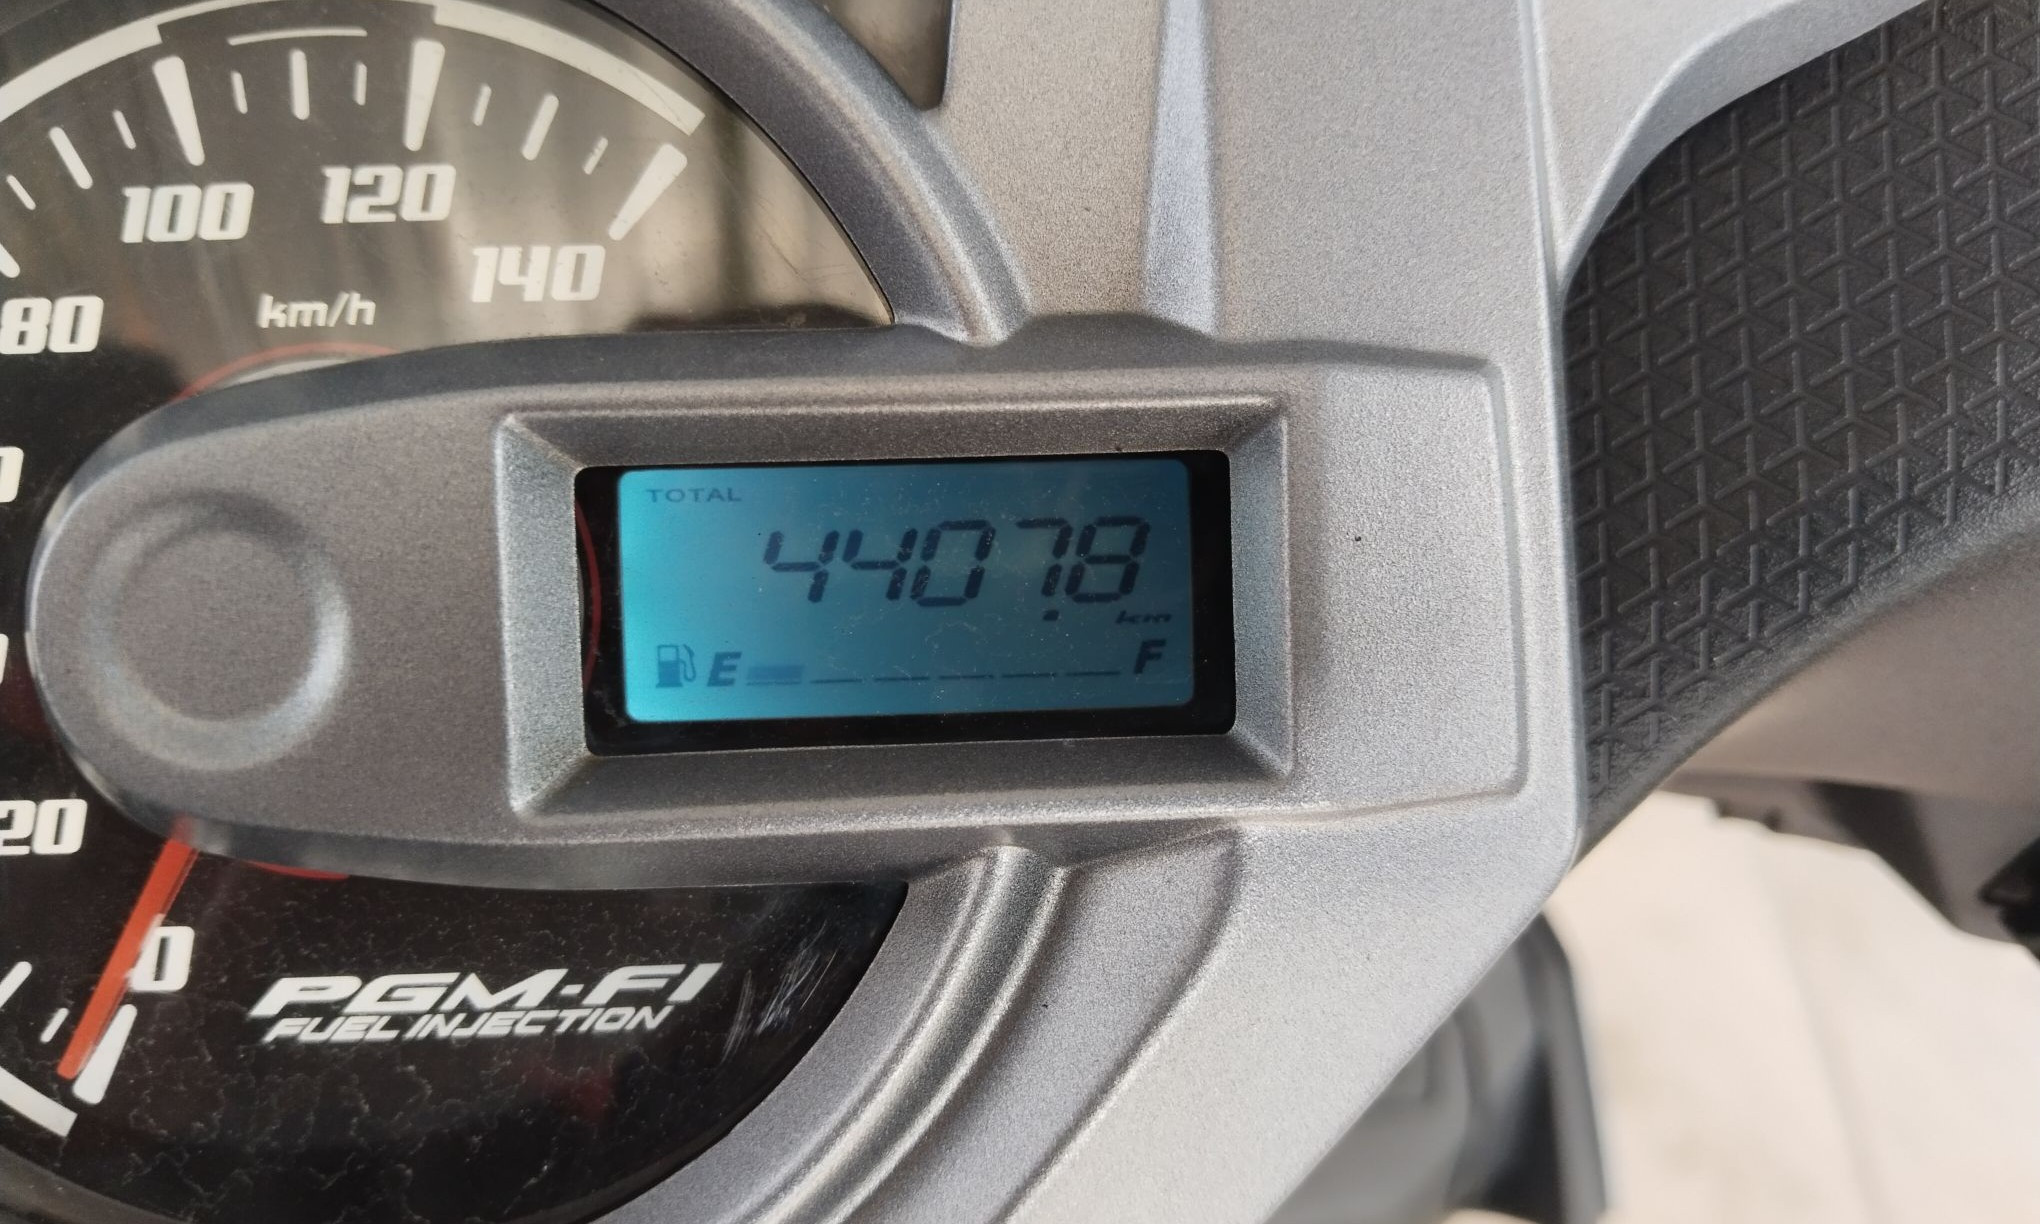 100
120
140
80
km/h
TOTAL
4407.8
km
E F
20
0
PGM-FI
FUEL INJECTION